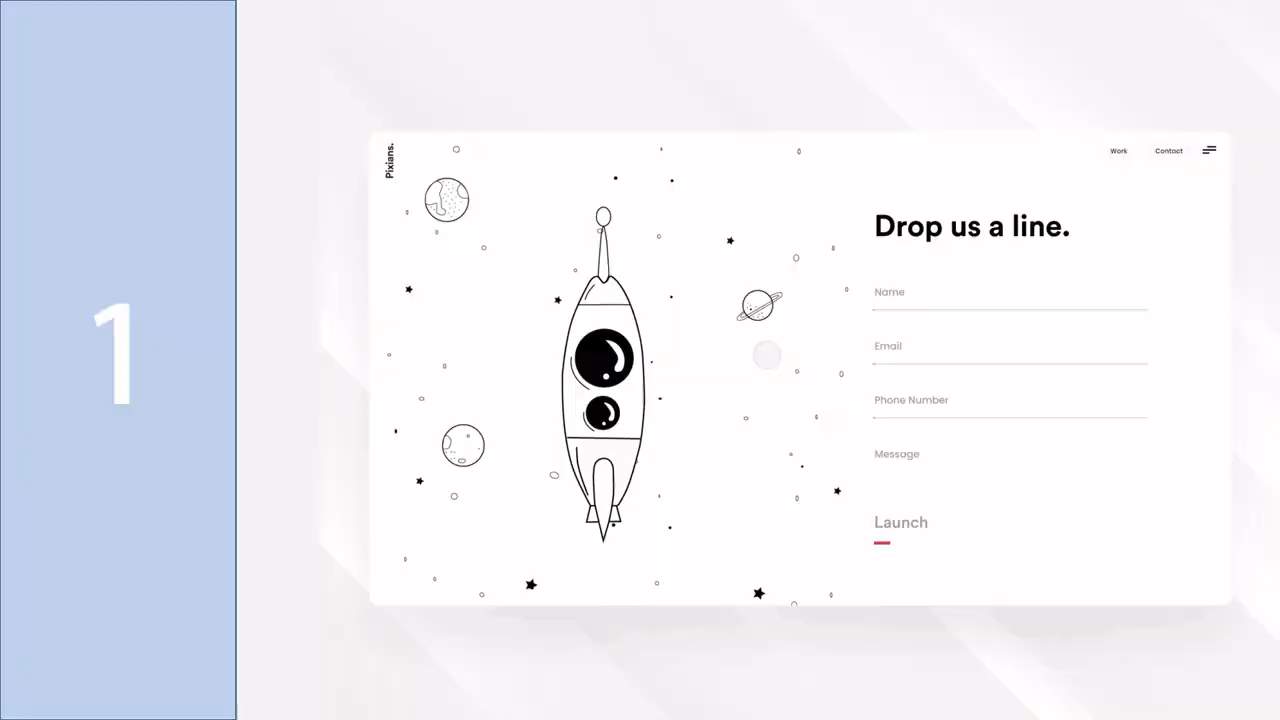 1
Pixians.
Work
Contact
Drop us a line.
Name
Email
Phone Number
Message
Launch